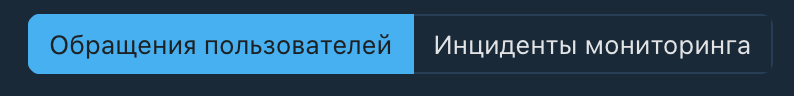 Обращения пользователей
Инциденты мониторинга